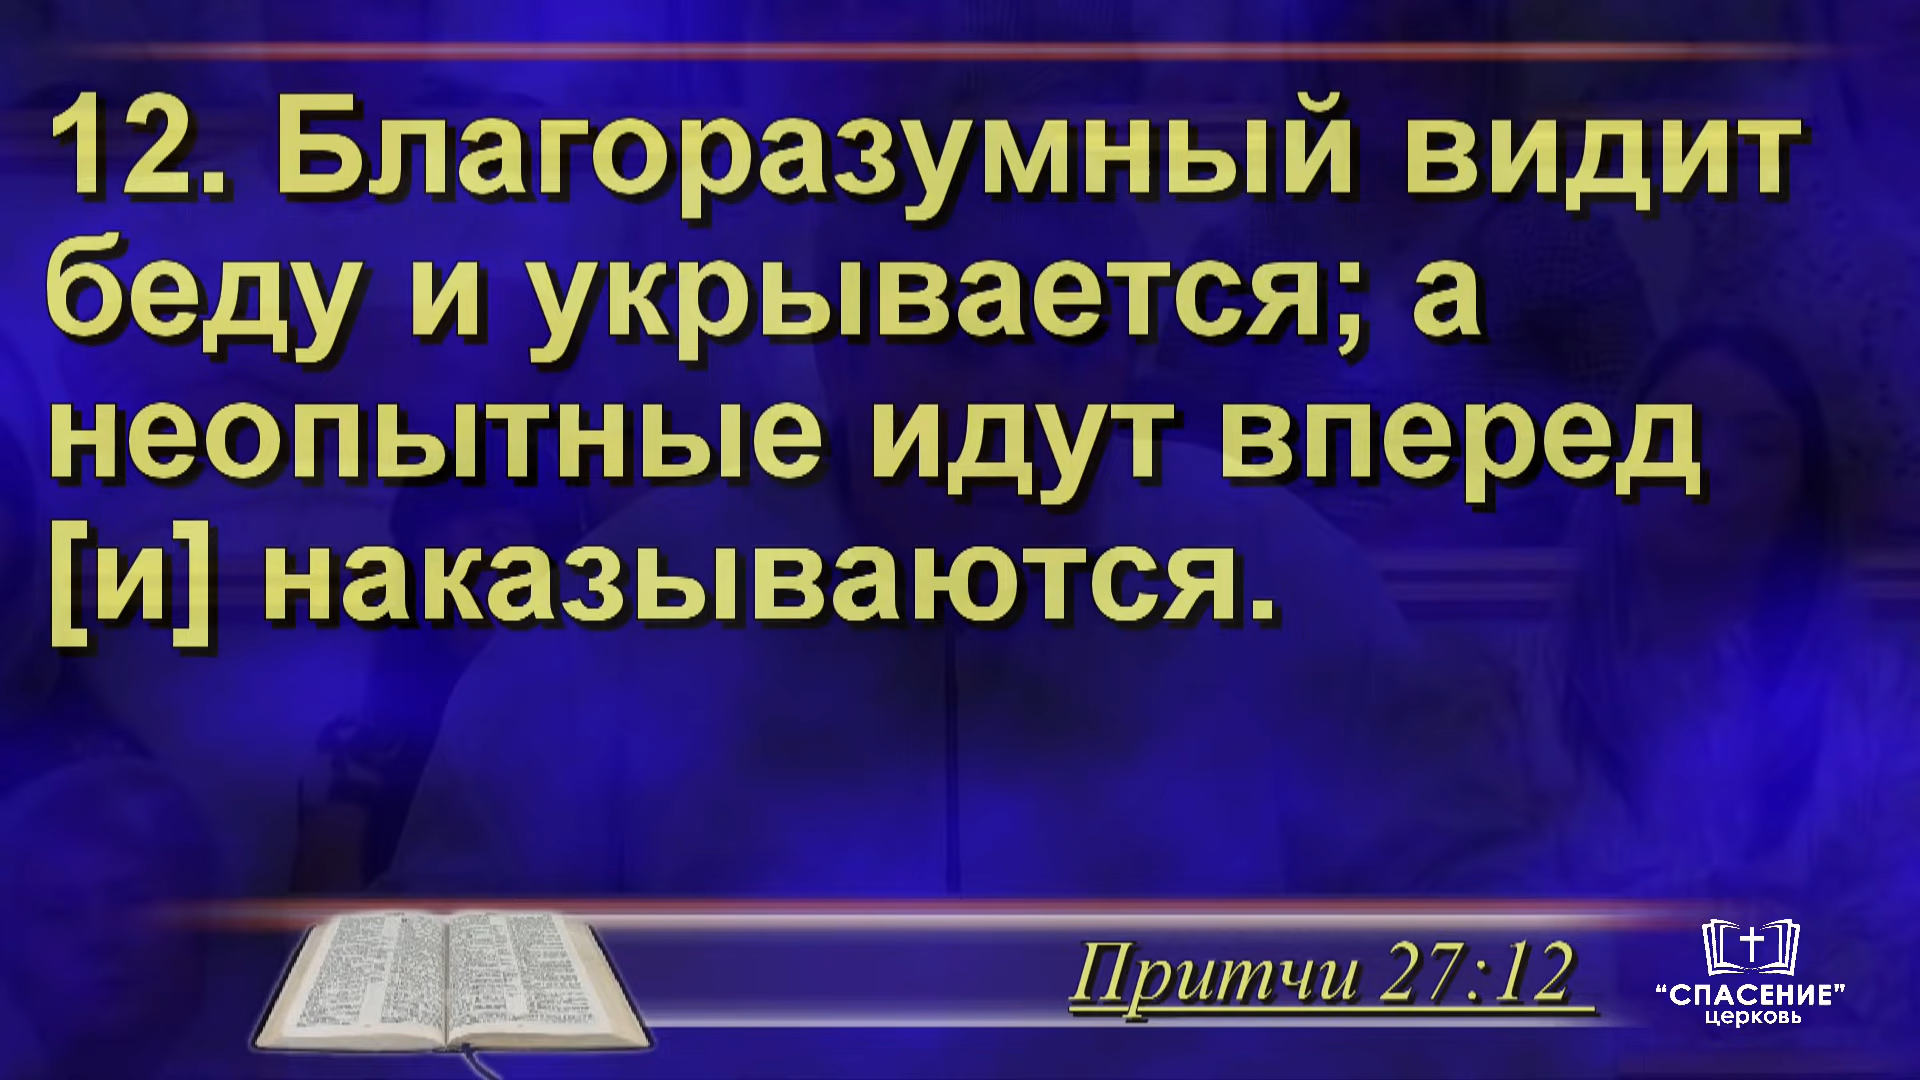 12. Благоразумный видит
беду и укрывается; а
неопытные идут вперед
[и] наказываются.
Притчи 27:12
“СПАСЕНИЕ”
церковь